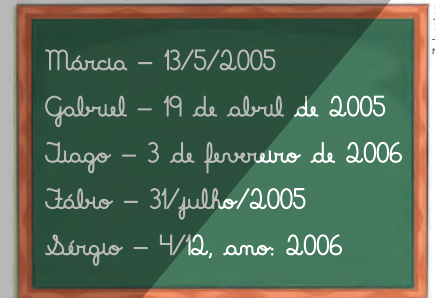 Márcia – 13/5/2005
Gabriel – 19 de abril de 2005
Tiago – 3 de fevereiro de 2006
Fábio – 31/julho/2005
Sérgio – 4/12, ano: 2006